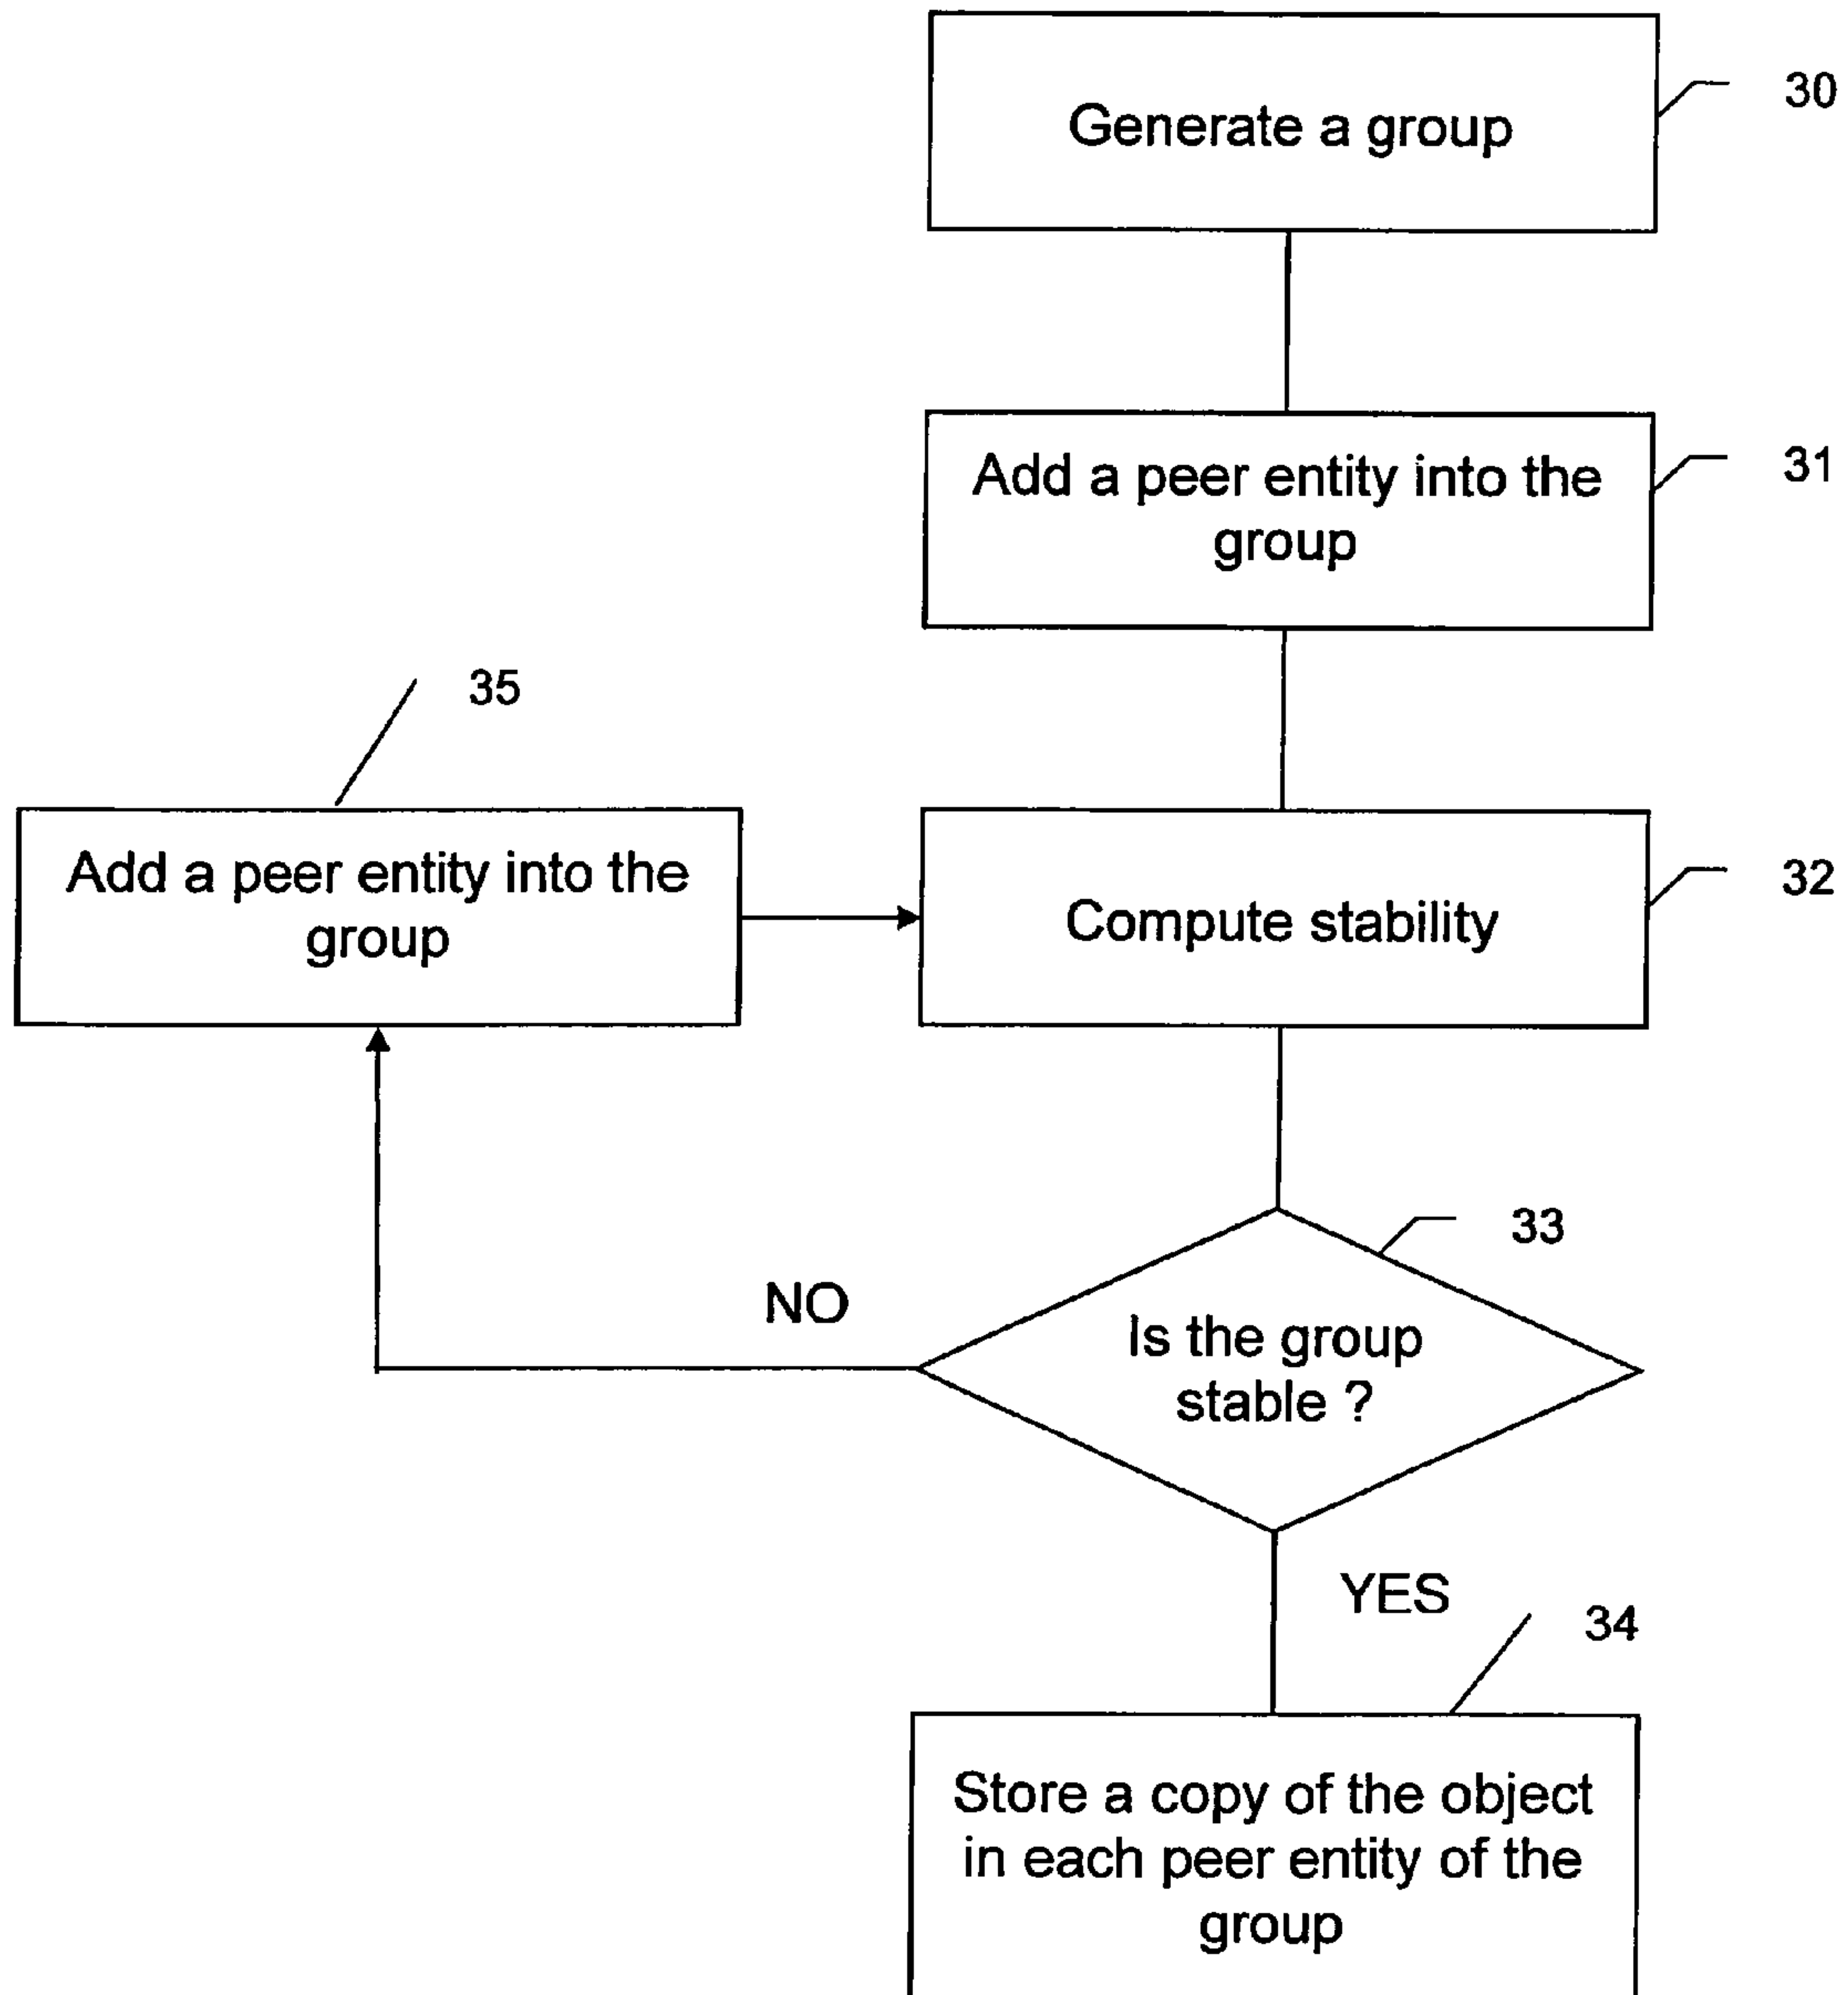 Generate a group
30
Add a peer entity into the
group
31
35
Add a peer entity into the
group
Compute stability
32
33
NO
Is the group
stable ?
YES
34
Store a copy of the object
in each peer entity of the
group